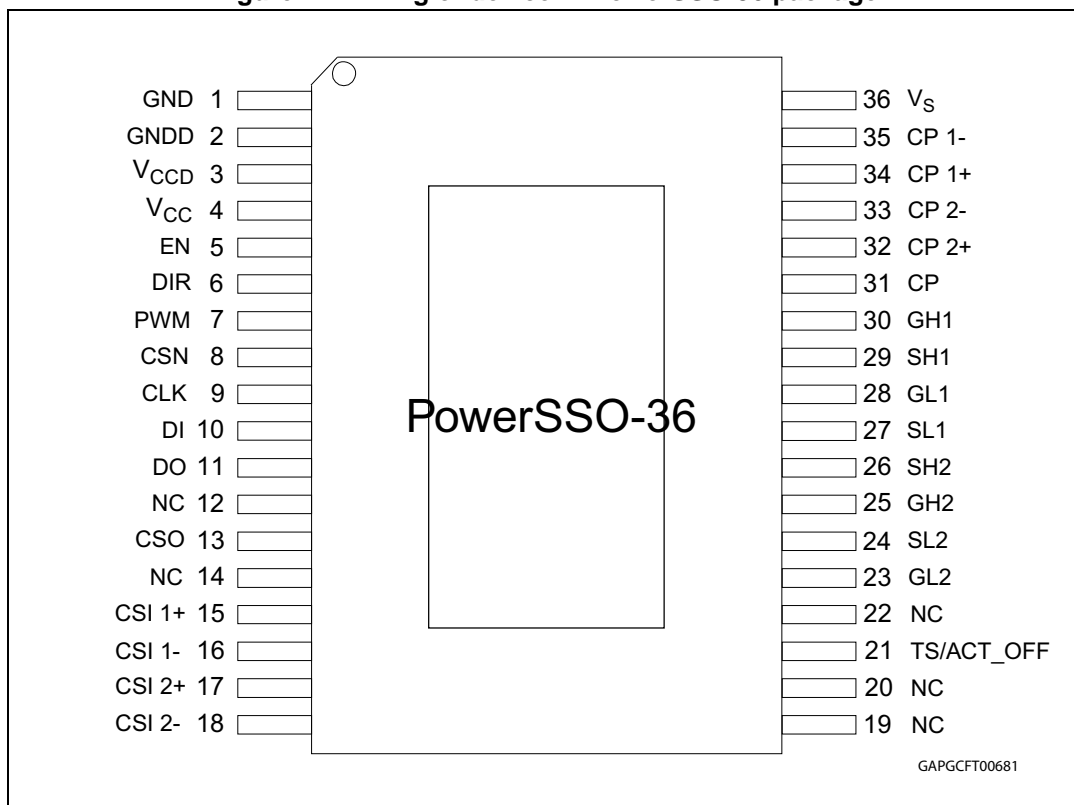 GND 1
GNDD 2
VCCD 3
VCC 4
EN 5
DIR 6
PWM 7
CSN 8
CLK 9
DI 10
DO 11
NC 12
CSO 13
NC 14
CSI 1+ 15
CSI 1- 16
CSI 2+ 17
CSI 2- 18
PowerSSO-36
36 VS
35 CP 1-
34 CP 1+
33 CP 2-
32 CP 2+
31 CP
30 GH1
29 SH1
28 GL1
27 SL1
26 SH2
25 GH2
24 SL2
23 GL2
22 NC
21 TS/ACT_OFF
20 NC
19 NC
GAPGCFT00681